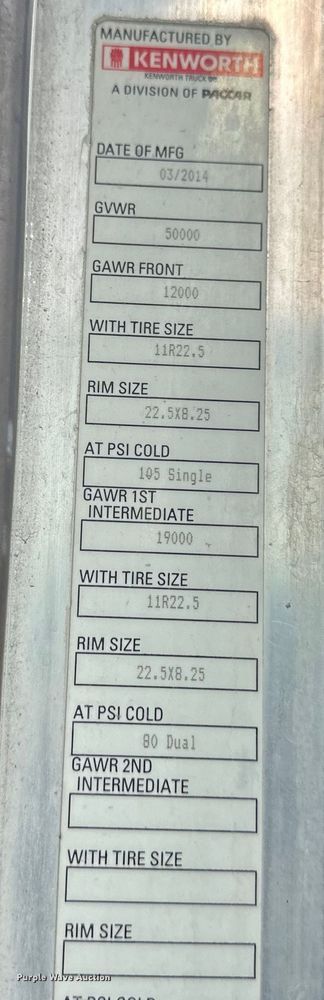 MANUFACTURED BY
KENWORTH
KENWORTH TRUCK
A DIVISION OF PACCAR
DATE OF MFG
03/2014
GVWR
50000
GAWR FRONT
12000
WITH TIRE SIZE
11R22.5
RIM SIZE
22.5X8.25
AT PSI COLD
105 Single
GAWR 1ST
INTERMEDIATE
19000
WITH TIRE SIZE
11R22.5
RIM SIZE
22.5X8.25
AT PSI COLD
80 Dual
GAWR 2ND
INTERMEDIATE
WITH TIRE SIZE
RIM SIZE
Purple Wave Auction
AT PSI COLD